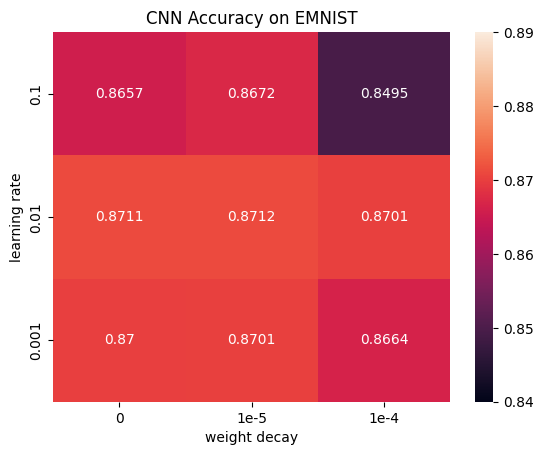 CNN Accuracy on EMNIST
learning rate
0.1
0.8657 0.8672 0.8495
0.01
0.8711 0.8712 0.8701
0.001
0.87 0.8701 0.8664
0 1e-5 1e-4
weight decay
0.89
0.88
0.87
0.86
0.85
0.84